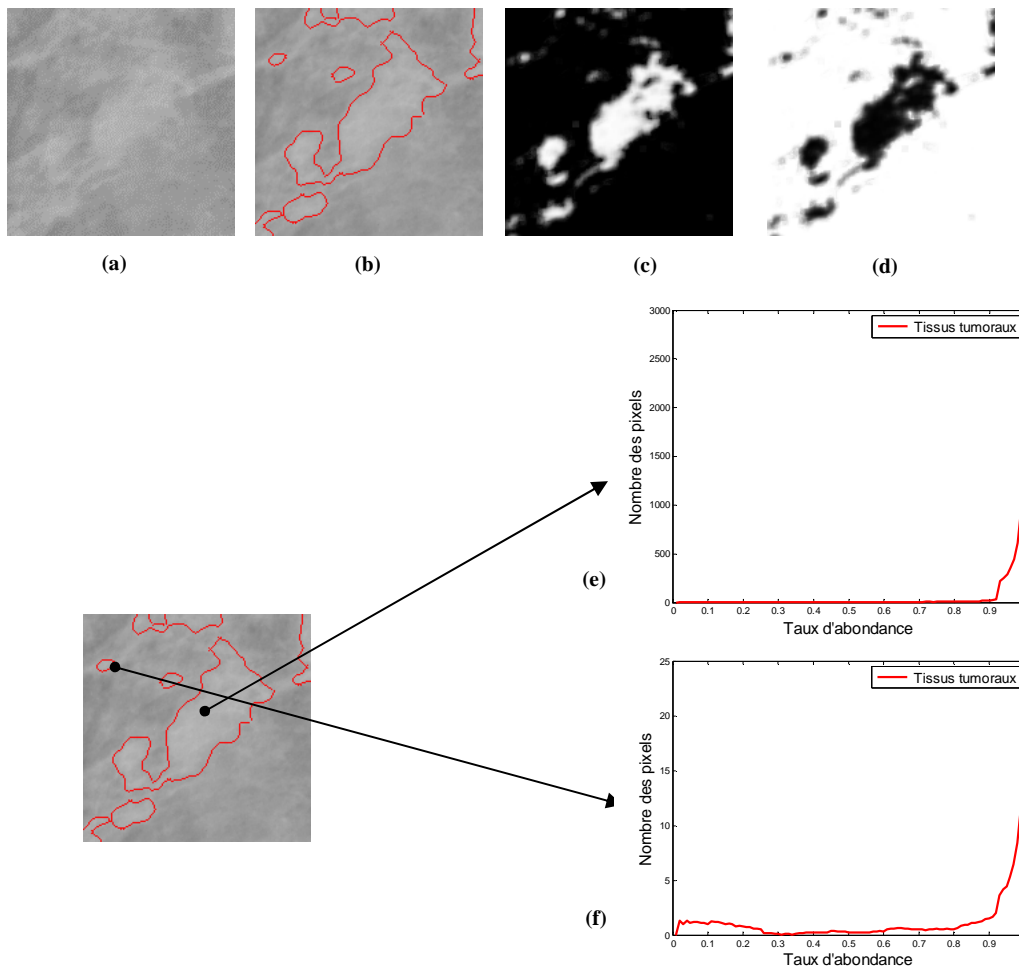 (a)
(b)
(c)
(d)
3000
2500
2000
1500
1000
500
0
Nombre des pixels
Tissus tumoraux
0
0.1
0.2
0.3
0.4
0.5
0.6
0.7
0.8
0.9
Taux d'abondance
(e)
25
20
15
10
5
0
Nombre des pixels
Tissus tumoraux
0
0.1
0.2
0.3
0.4
0.5
0.6
0.7
0.8
0.9
Taux d'abondance
(f)